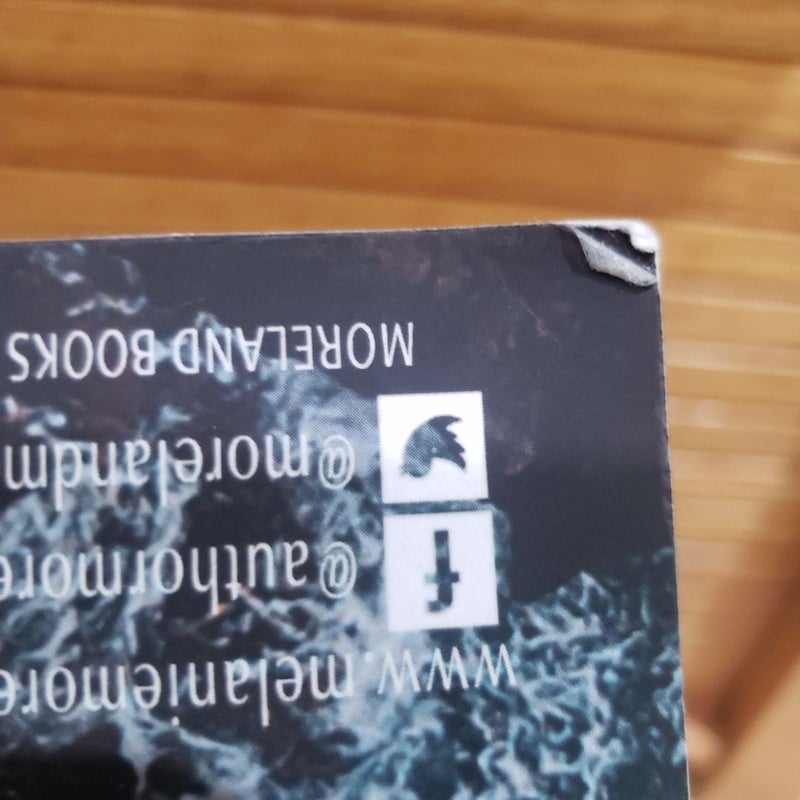 www.melaniemore
@authormore
@morelandm
MORELAND BOOKS